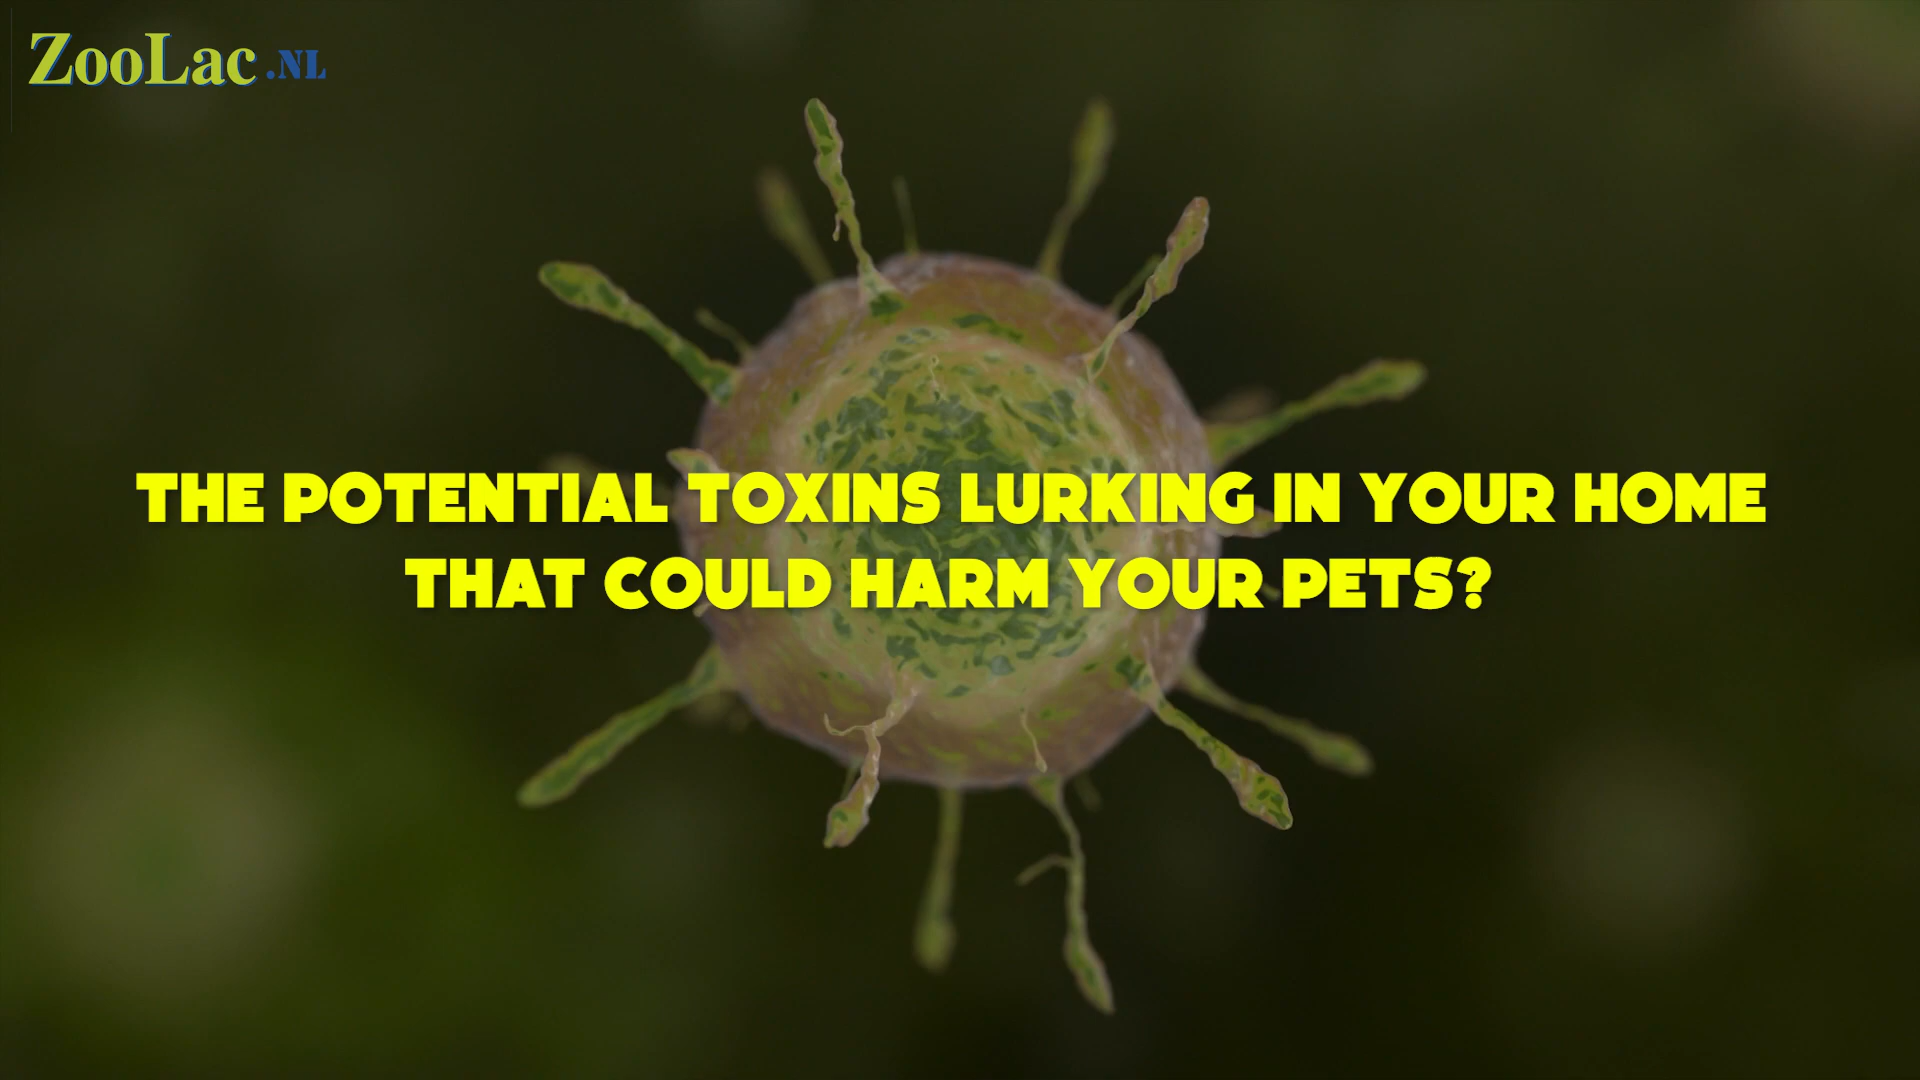 ZooLac.NL
THE POTENTIAL TOXINS LURKING IN YOUR HOME
THAT COULD HARM YOUR PETS?